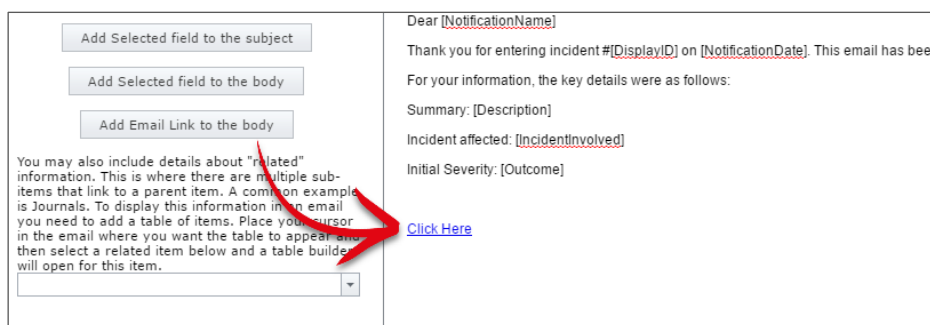 Add Selected field to the subject
Add Selected field to the body
Add Email Link to the body
You may also include details about "related"
information. This is where there are multiple sub-
items that link to a parent item. A common example
is Journals. To display this information in an email
you need to add a table of items. Place your cursor
in the email where you want the table to appear and
then select a related item below and a table builder
will open for this item.
Dear [NotificationName]
Thank you for entering incident #[DisplayID] on [NotificationDate]. This email has bee
For your information, the key details were as follows:
Summary: [Description]
Incident affected: [IncidentInvolved]
Initial Severity: [Outcome]
Click Here